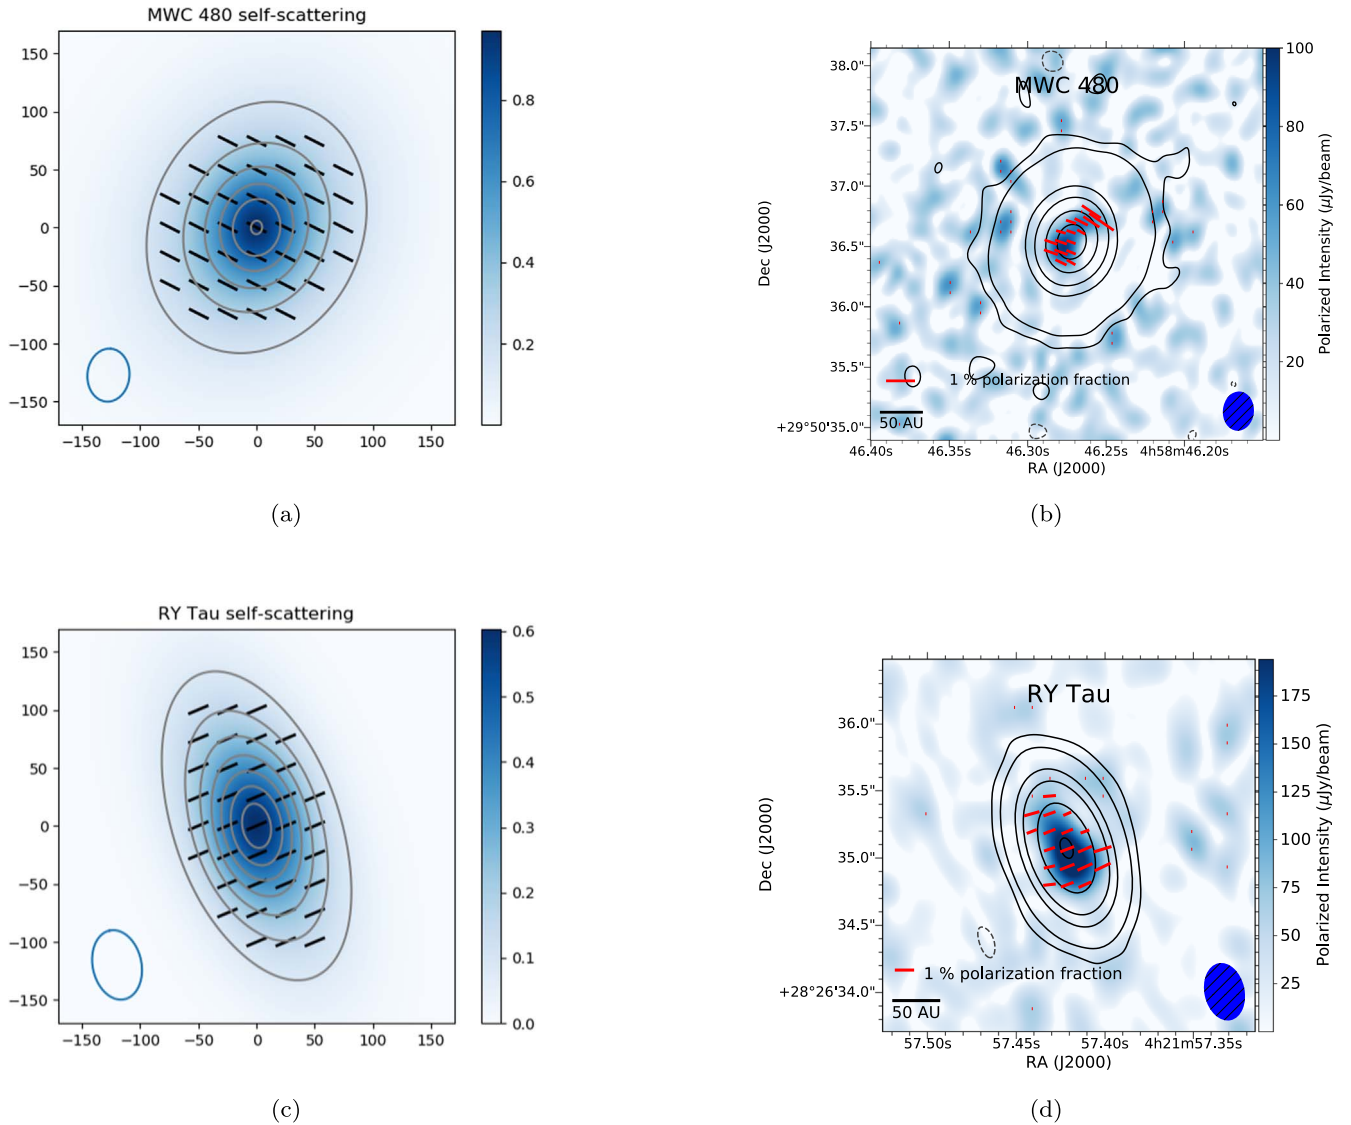 MWC 480 self-scattering
150
100
50
0
−50
−100
−150
−150 −100 −50 0 50 100 150
0.8
0.6
0.4
0.2
(a)
MWC 480
38.0"
37.5"
37.0"
36.5"
36.0"
35.5"
+29°50'35.0"
Dec (J2000)
1 % polarization fraction
50 AU
46.40s 46.35s 46.30s 46.25s 4h58m46.20s
RA (J2000)
100
80
60
40
20
Polarized Intensity (μJy/beam)
(b)
RY Tau self-scattering
150
100
50
0
−50
−100
−150
−150 −100 −50 0 50 100 150
0.6
0.5
0.4
0.3
0.2
0.1
0.0
(c)
RY Tau
36.0"
35.5"
35.0"
34.5"
+28°26'34.0"
Dec (J2000)
1 % polarization fraction
50 AU
57.50s 57.45s 57.40s 4h21m57.35s
RA (J2000)
175
150
125
100
75
50
25
Polarized Intensity (μJy/beam)
(d)